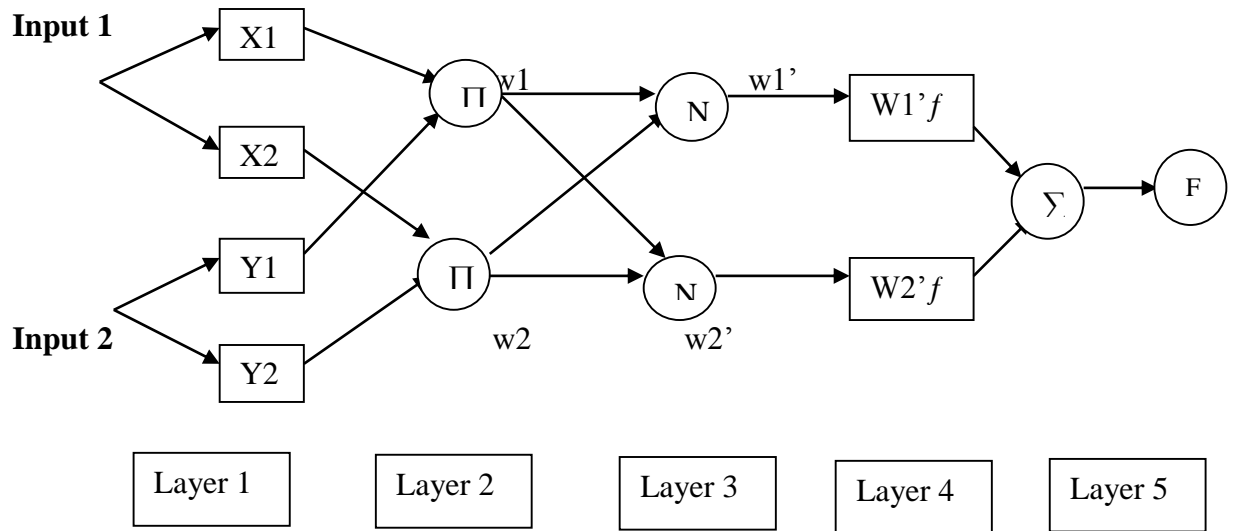 Input 1
X1
X2
Y1
Input 2
Y2
Π
w1
Π
w2
N
w1’
N
w2’
W1’f
W2’f
∑
F
Layer 1
Layer 2
Layer 3
Layer 4
Layer 5